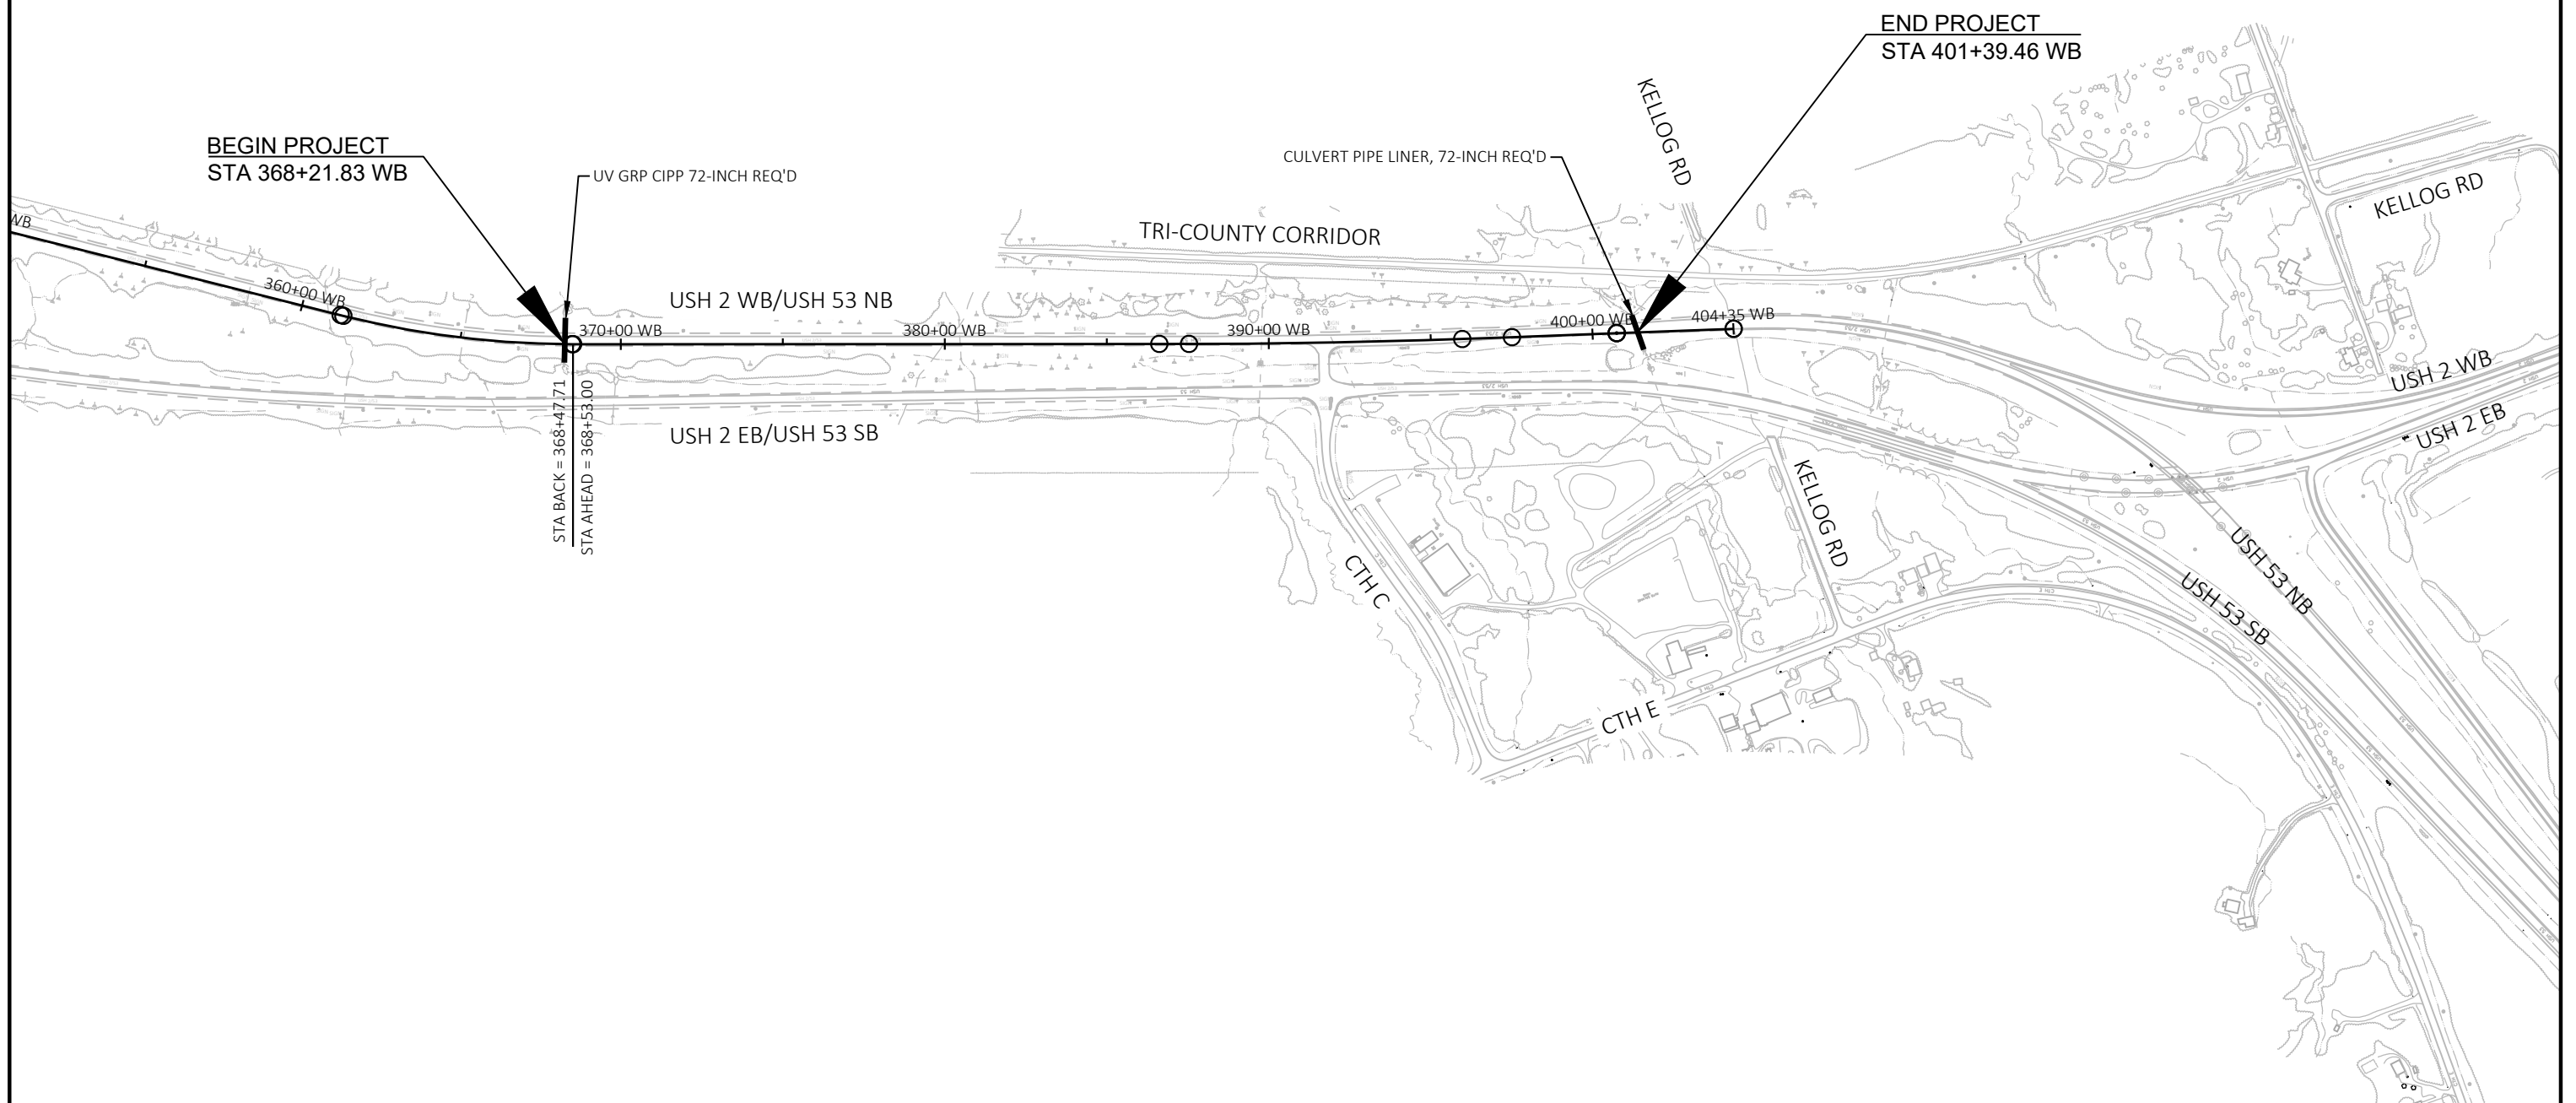 END PROJECT
STA 401+39.46 WB
BEGIN PROJECT
STA 368+21.83 WB
UV GRP CIPP 72-INCH REQ'D
CULVERT PIPE LINER, 72-INCH REQ'D
KELLOG RD
KELLOG RD
TRI-COUNTY CORRIDOR
WB
360+00 WB
USH 2 WB/USH 53 NB
370+00 WB
380+00 WB
390+00 WB
400+00 WB
404+35 WB
USH 2 WB
USH 2 EB
USH 2 EB/USH 53 SB
STA BACK = 368+47.71
STA AHEAD = 368+53.00
KELLOG RD
CTH C
USH 53 NB
USH 53 SB
CTH E